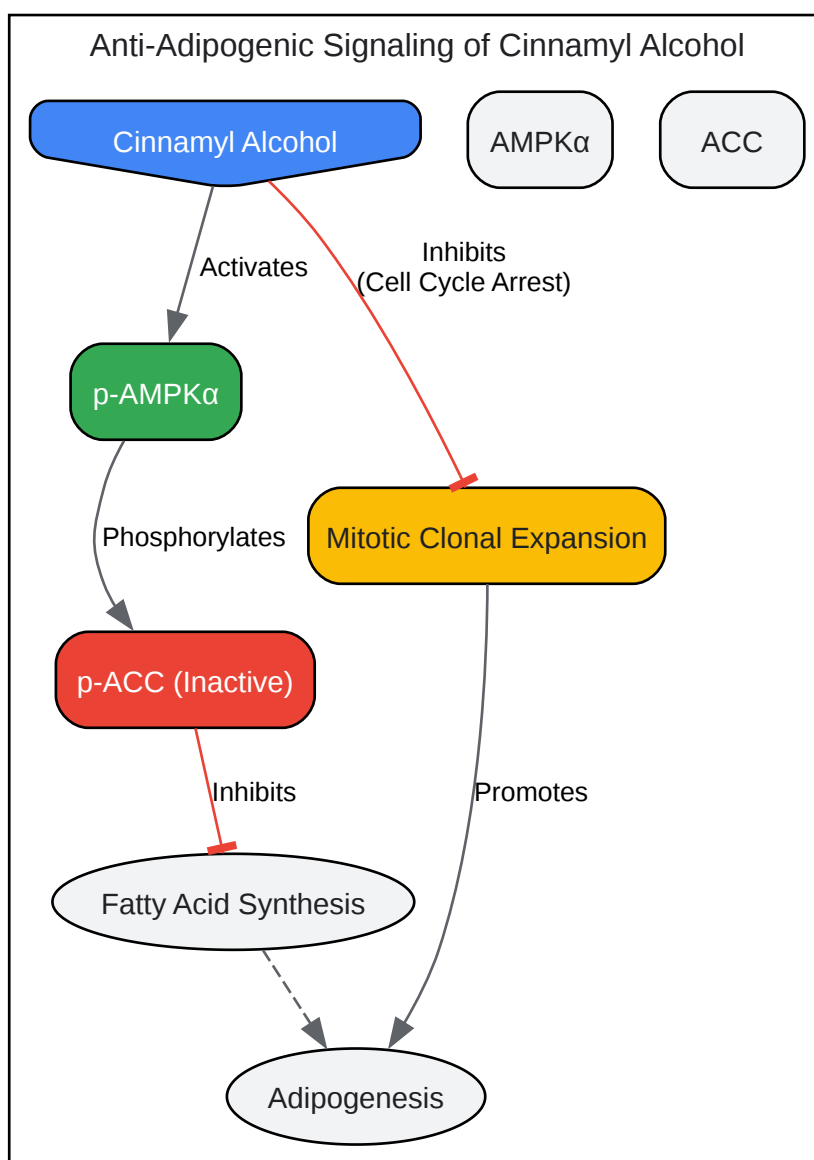 Anti-Adipogenic Signaling of Cinnamyl Alcohol
Cinnamyl Alcohol
AMPKα
ACC
Inhibits
(Cell Cycle Arrest)
Activates
p-AMPKα
Phosphorylates
Mitotic Clonal Expansion
p-ACC (Inactive)
Inhibits
Promotes
Fatty Acid Synthesis
Adipogenesis